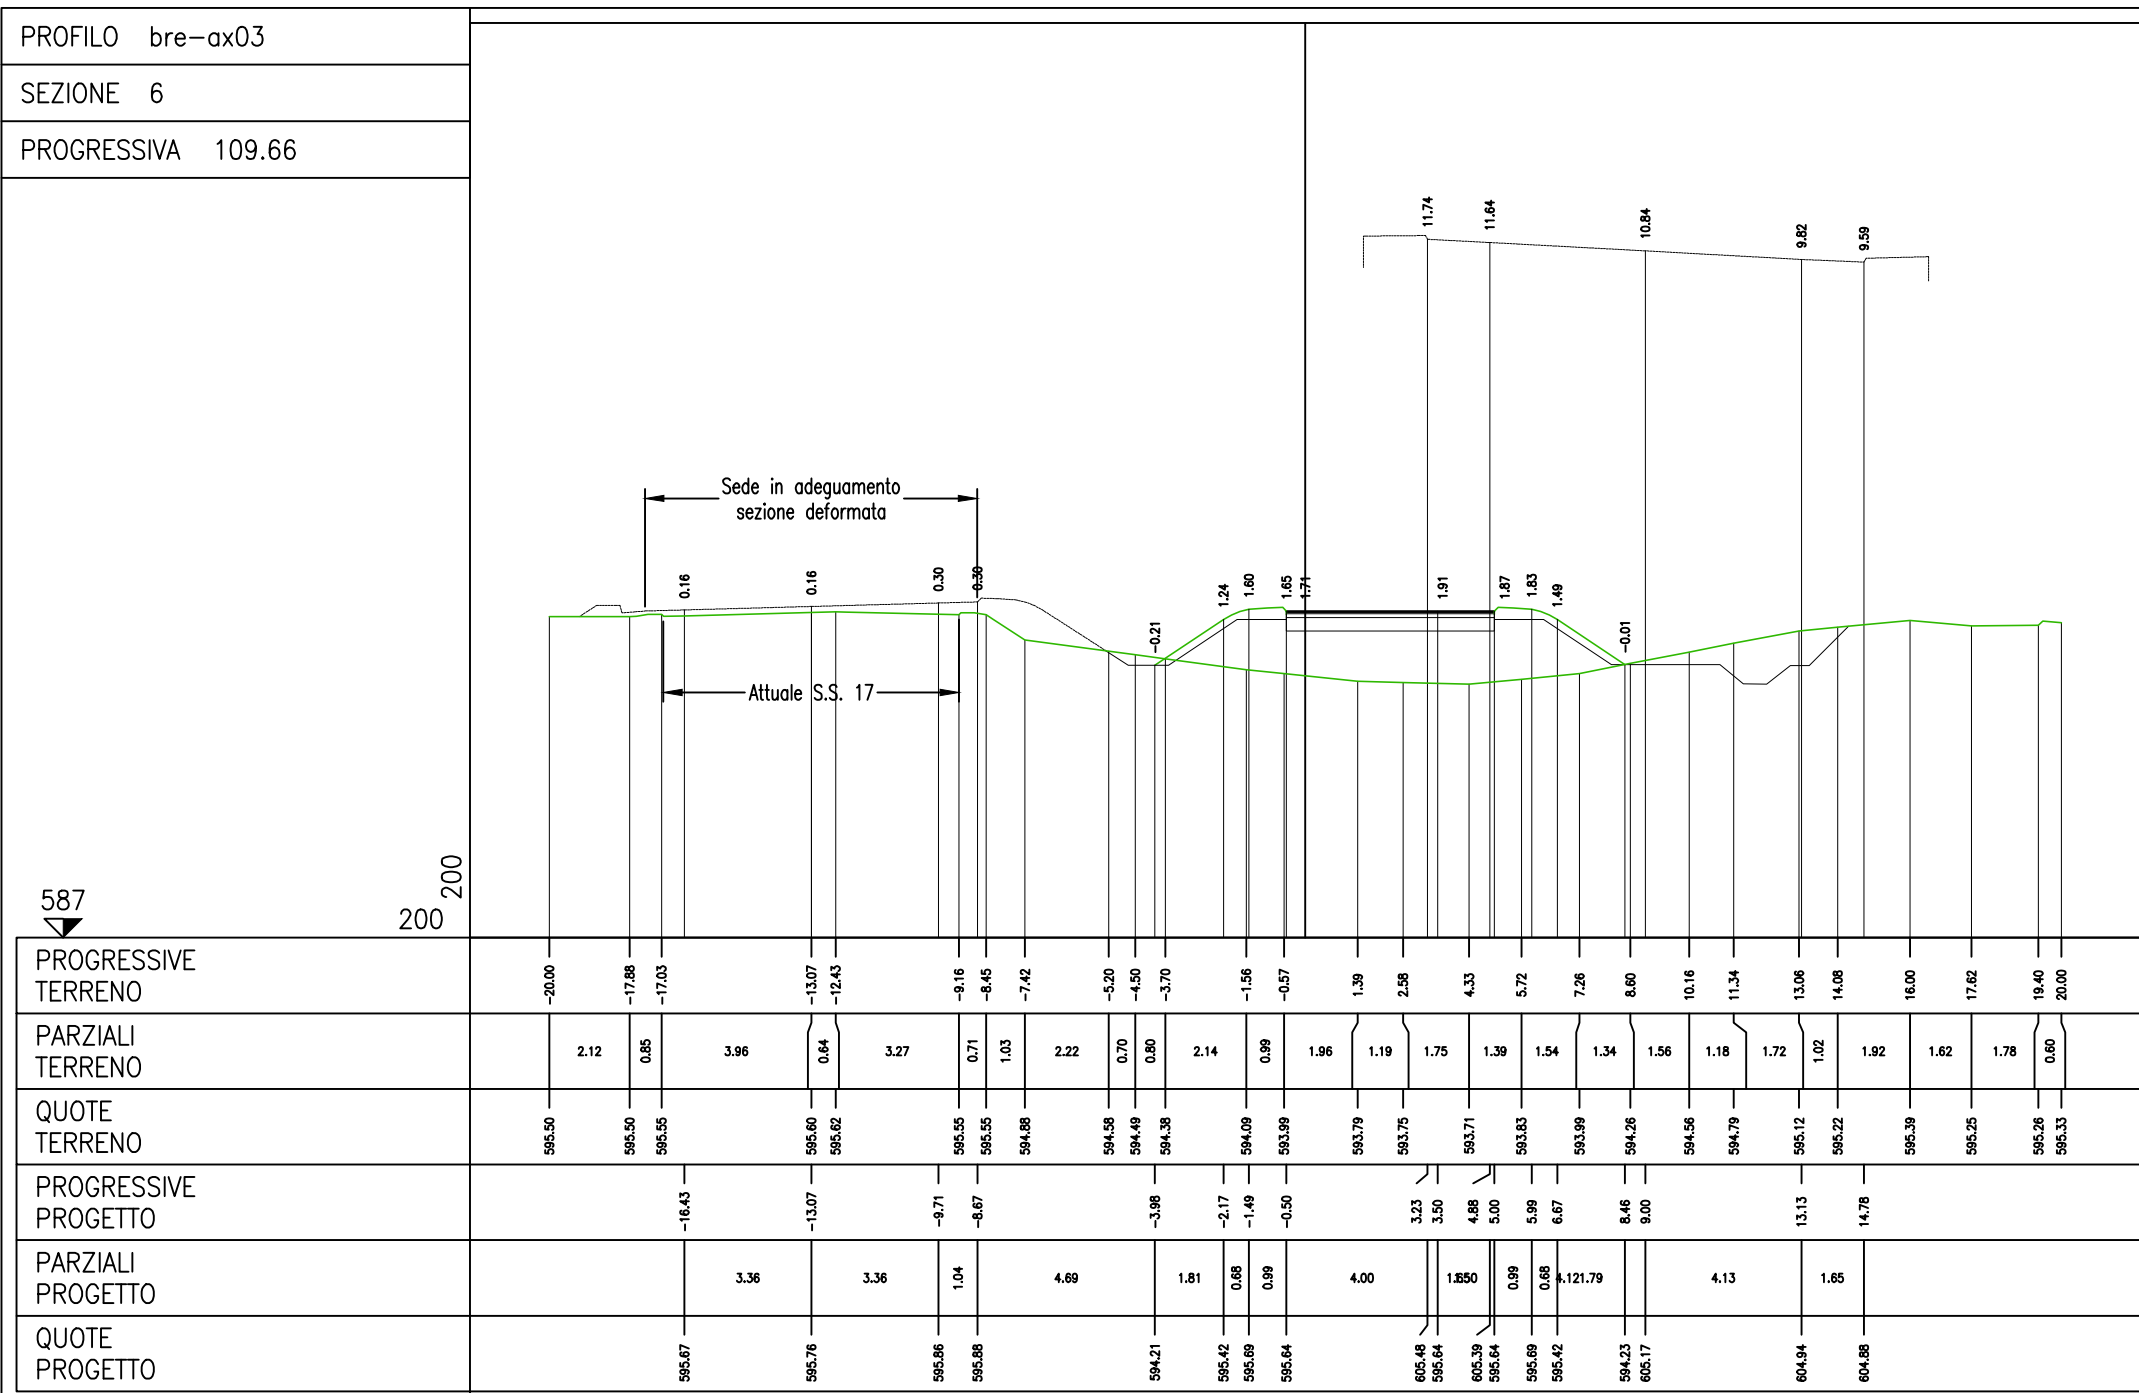 PROFILO bre-ax03
SEZIONE 6
PROGRESSIVA 109.66
11.74 11.64 10.84 9.82 9.59
Sede in adeguamento
sezione deformata
0.16 0.16 0.30 0.30 -0.21 1.24 1.60 1.65 1.71 1.91 1.87 1.83 1.49 -0.01
Attuale S.S. 17
200
587
200
PROGRESSIVE
TERRENO
-20.00 -17.88 -17.03 -13.07 -12.43 -9.16 -8.45 -7.42 -5.20 -4.50 -3.70 -1.56 -0.57 1.39 2.58 4.33 5.72 7.26 8.60 10.16 11.34 13.06 14.08 16.00 17.62 19.40 20.00
PARZIALI
TERRENO
2.12 0.85 3.96 0.64 3.27 0.71 1.03 2.22 0.70 0.80 2.14 0.99 1.96 1.19 1.75 1.39 1.54 1.34 1.56 1.18 1.72 1.02 1.92 1.62 1.78 0.60
QUOTE
TERRENO
595.50 595.50 595.55 595.60 595.62 595.55 595.55 594.88 594.58 594.49 594.38 594.09 593.99 593.79 593.75 593.71 593.83 593.99 594.26 594.56 594.79 595.12 595.22 595.39 595.25 595.26 595.33
PROGRESSIVE
PROGETTO
-16.43 -13.07 -9.71 -8.67 -3.98 -2.17 -1.49 -0.50 3.23 3.50 4.88 5.00 5.99 6.67 8.46 9.00 13.13 14.78
PARZIALI
PROGETTO
3.36 3.36 1.04 4.69 1.81 0.68 0.99 4.00 0.99 0.68 4.12 1.79 4.13 1.65
QUOTE
PROGETTO
595.67 595.76 595.86 595.88 594.21 595.42 595.69 595.64 605.48 595.64 605.39 595.64 595.69 595.42 594.23 605.17 604.94 604.88